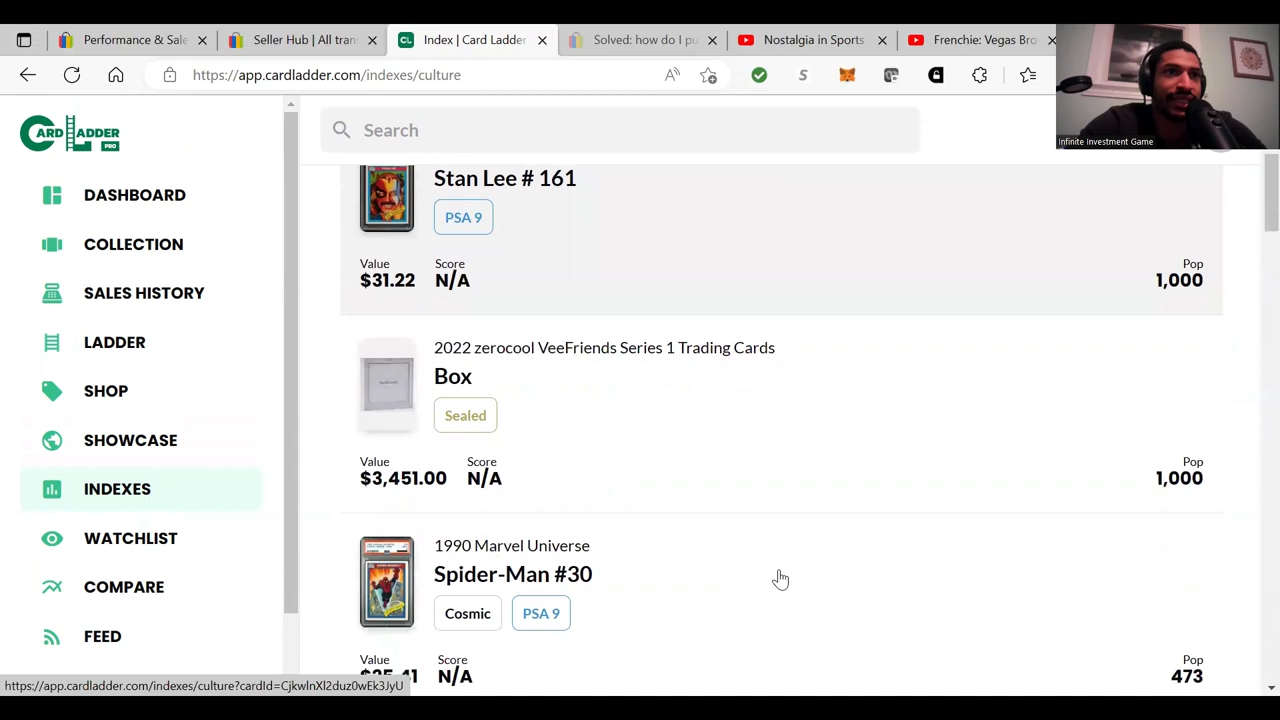 Performance & Sale
Seller Hub | All tran
Index | Card Ladder
Solved: how do I pu
Nostalgia in Sports
Frenchie: Vegas Bro
https://app.cardladder.com/indexes/culture
Infinite Investment Game
CARD LADDER
PRO
Search
DASHBOARD
COLLECTION
SALES HISTORY
LADDER
SHOP
SHOWCASE
INDEXES
WATCHLIST
COMPARE
FEED
Stan Lee # 161
PSA 9
Value Score Pop
$31.22 N/A 1,000
2022 zerocool VeeFriends Series 1 Trading Cards
Box
Sealed
Value Score Pop
$3,451.00 N/A 1,000
1990 Marvel Universe
Spider-Man #30
Cosmic PSA 9
Value Score Pop
$25.41 N/A 473
https://app.cardladder.com/indexes/culture?cardId=CjkwlnXl2duz0wEk3JyU